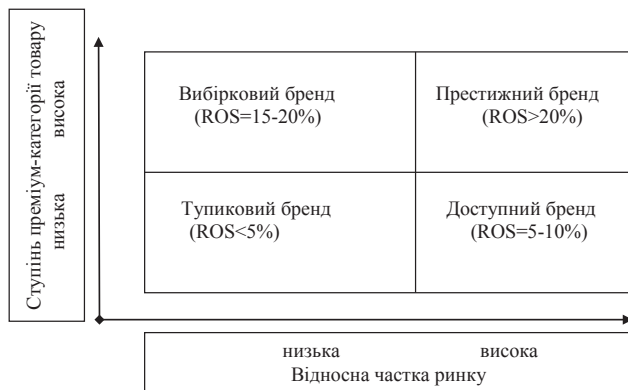 Ступінь преміум-категорії товару
низька висока
Вибірковий бренд
(ROS=15-20%)
Престижний бренд
(ROS>20%)
Тупиковий бренд
(ROS<5%)
Доступний бренд
(ROS=5-10%)
низька висока
Відносна частка ринку